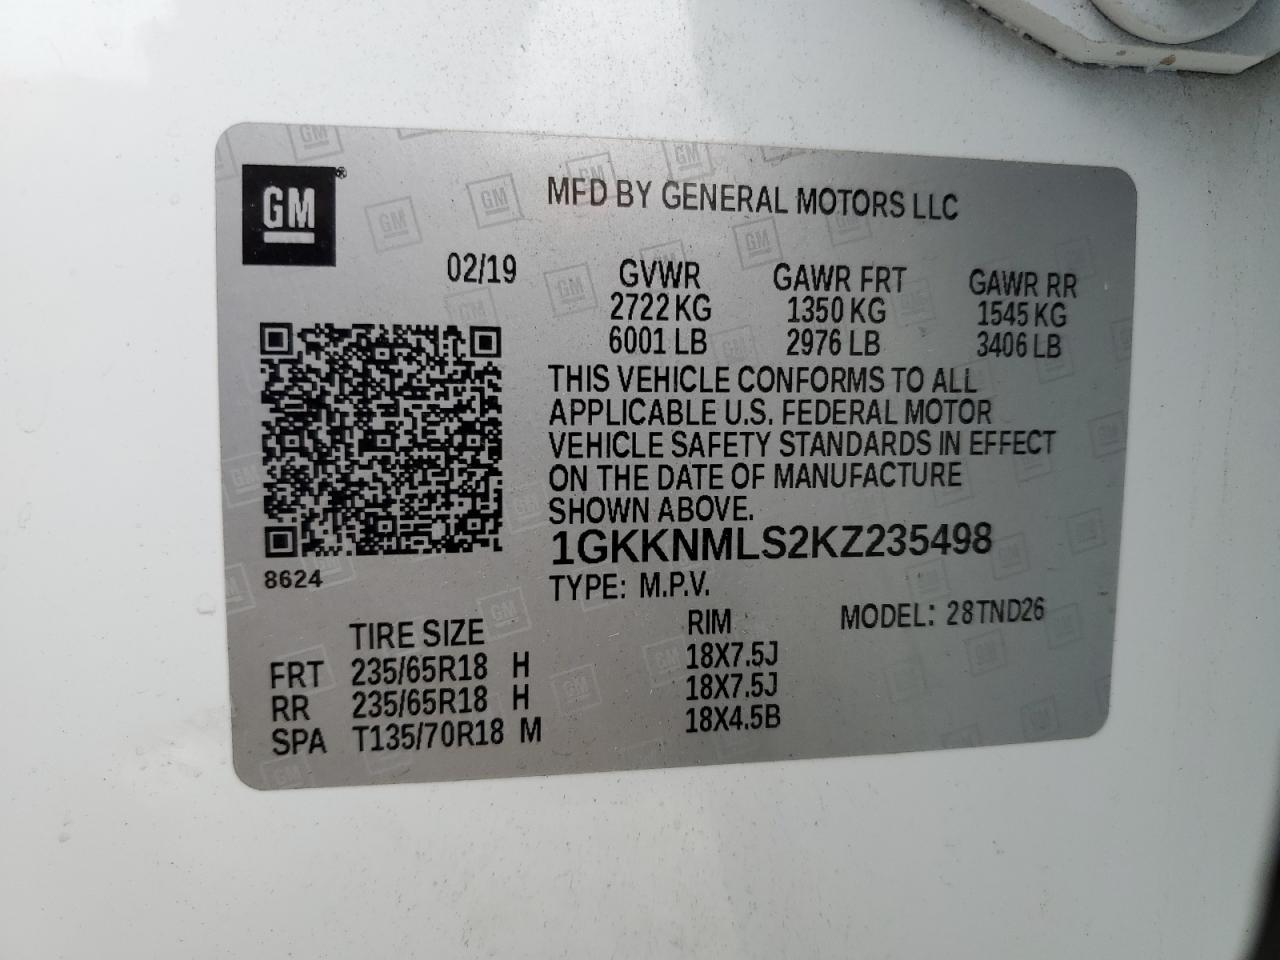 GM®
MFD BY GENERAL MOTORS LLC
02/19
GVWR GAWR FRT GAWR RR
2722 KG 1350 KG 1545 KG
6001 LB 2976 LB 3406 LB
THIS VEHICLE CONFORMS TO ALL
APPLICABLE U.S. FEDERAL MOTOR
VEHICLE SAFETY STANDARDS IN EFFECT
ON THE DATE OF MANUFACTURE
SHOWN ABOVE.
1GKKNMLS2KZ235498
8624
TYPE: M.P.V.
MODEL: 28TND26
TIRE SIZE RIM
FRT 235/65R18 H 18X7.5J
RR 235/65R18 H 18X7.5J
SPA T135/70R18 M 18X4.5B